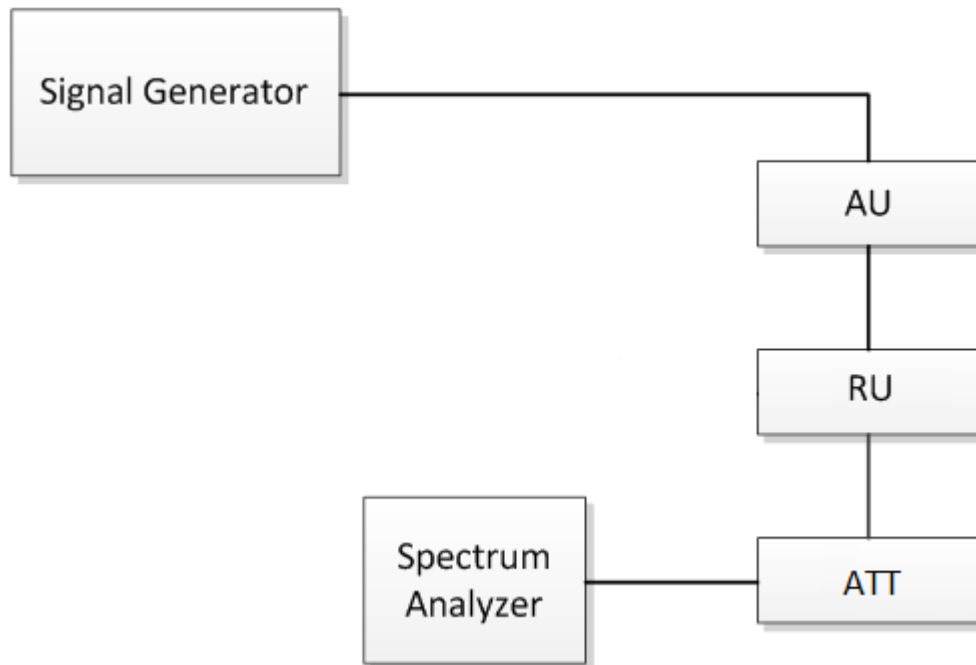 Signal Generator
AU
RU
Spectrum
Analyzer
ATT